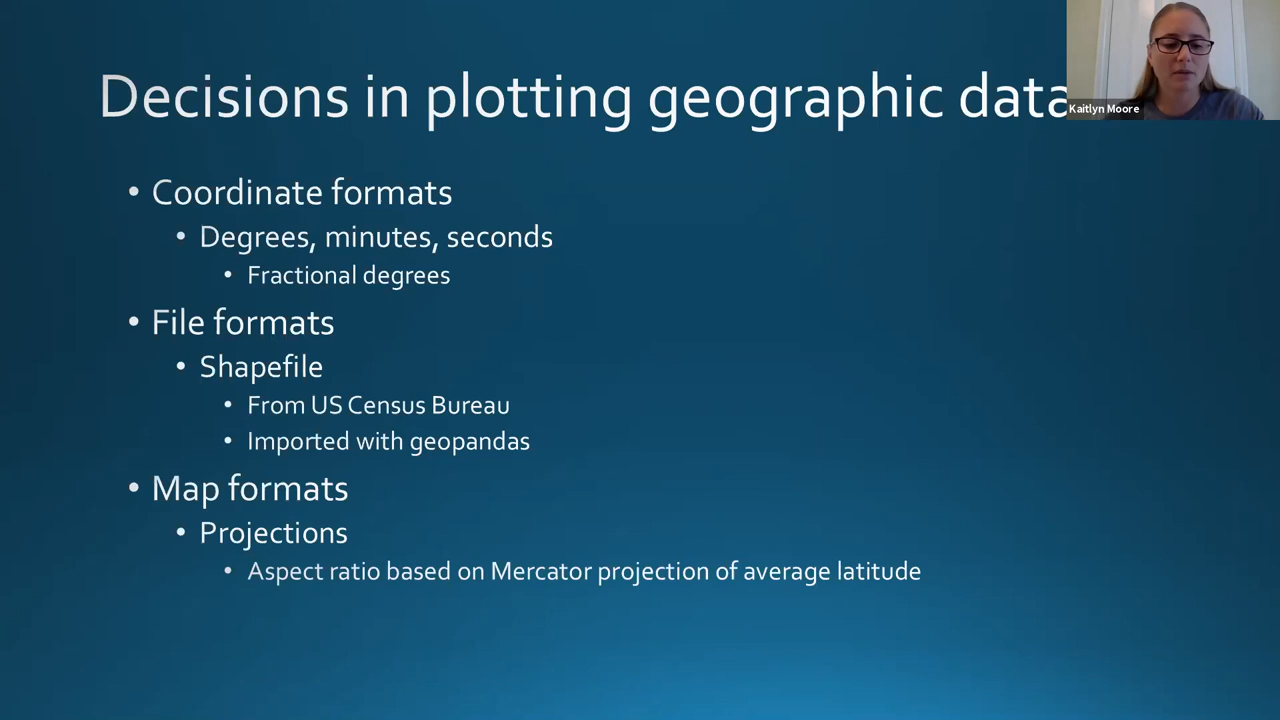 Decisions in plotting geographic data
Kaitlyn Moore
• Coordinate formats
• Degrees, minutes, seconds
• Fractional degrees
• File formats
• Shapefile
• From US Census Bureau
• Imported with geopandas
• Map formats
• Projections
• Aspect ratio based on Mercator projection of average latitude